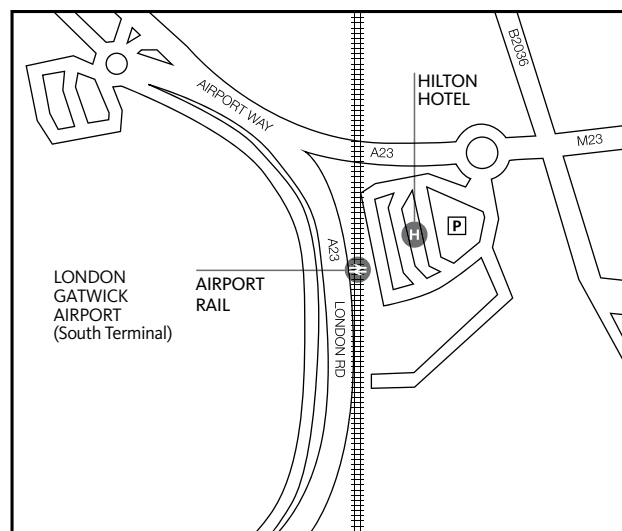 B2036
HILTON
HOTEL
AIRPORT WAY
A23
M23
P
H
A23
LONDON
GATWICK
AIRPORT
(South Terminal)
AIRPORT
RAIL
LONDON RD